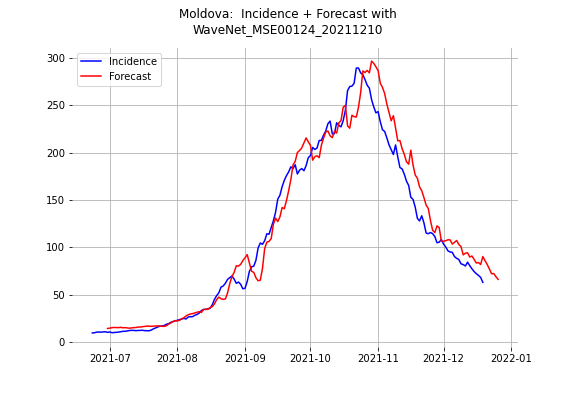 Moldova:  Incidence + Forecast with
WaveNet_MSE00124_20211210
Incidence
Forecast
300
250
200
150
100
50
0
2021-07 2021-08 2021-09 2021-10 2021-11 2021-12 2022-01